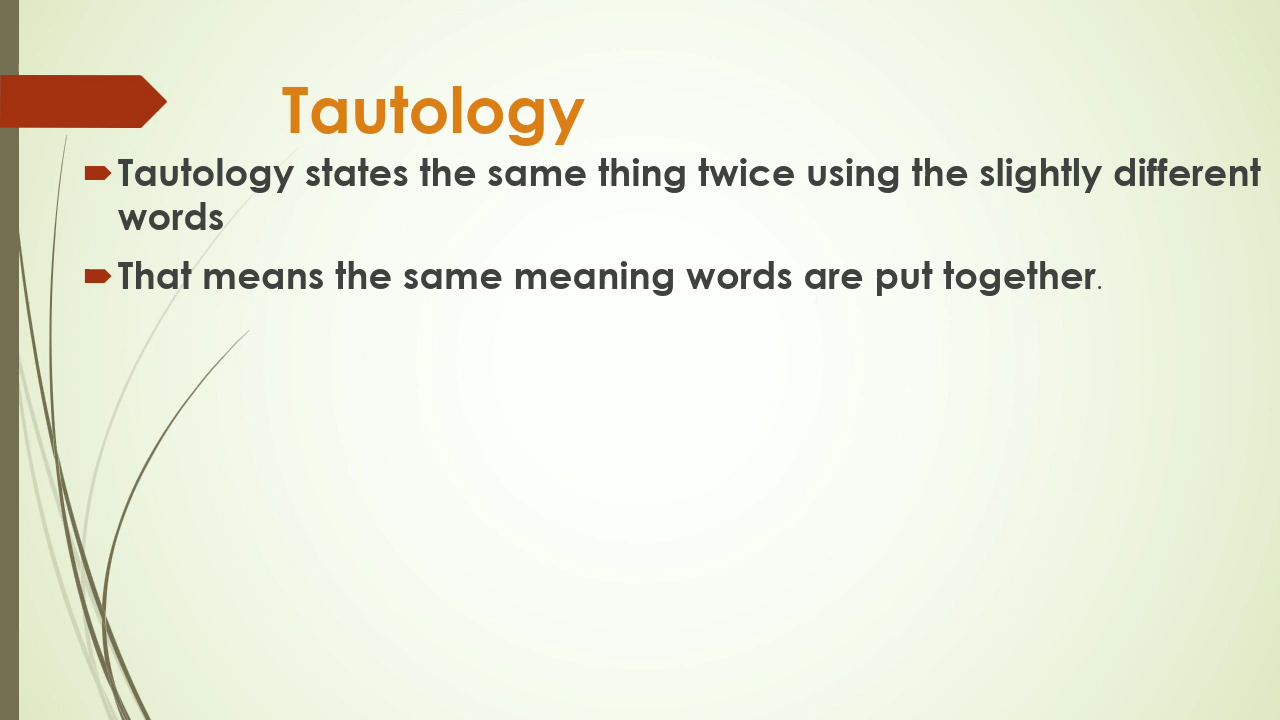 Tautology
Tautology states the same thing twice using the slightly different
words
That means the same meaning words are put together.